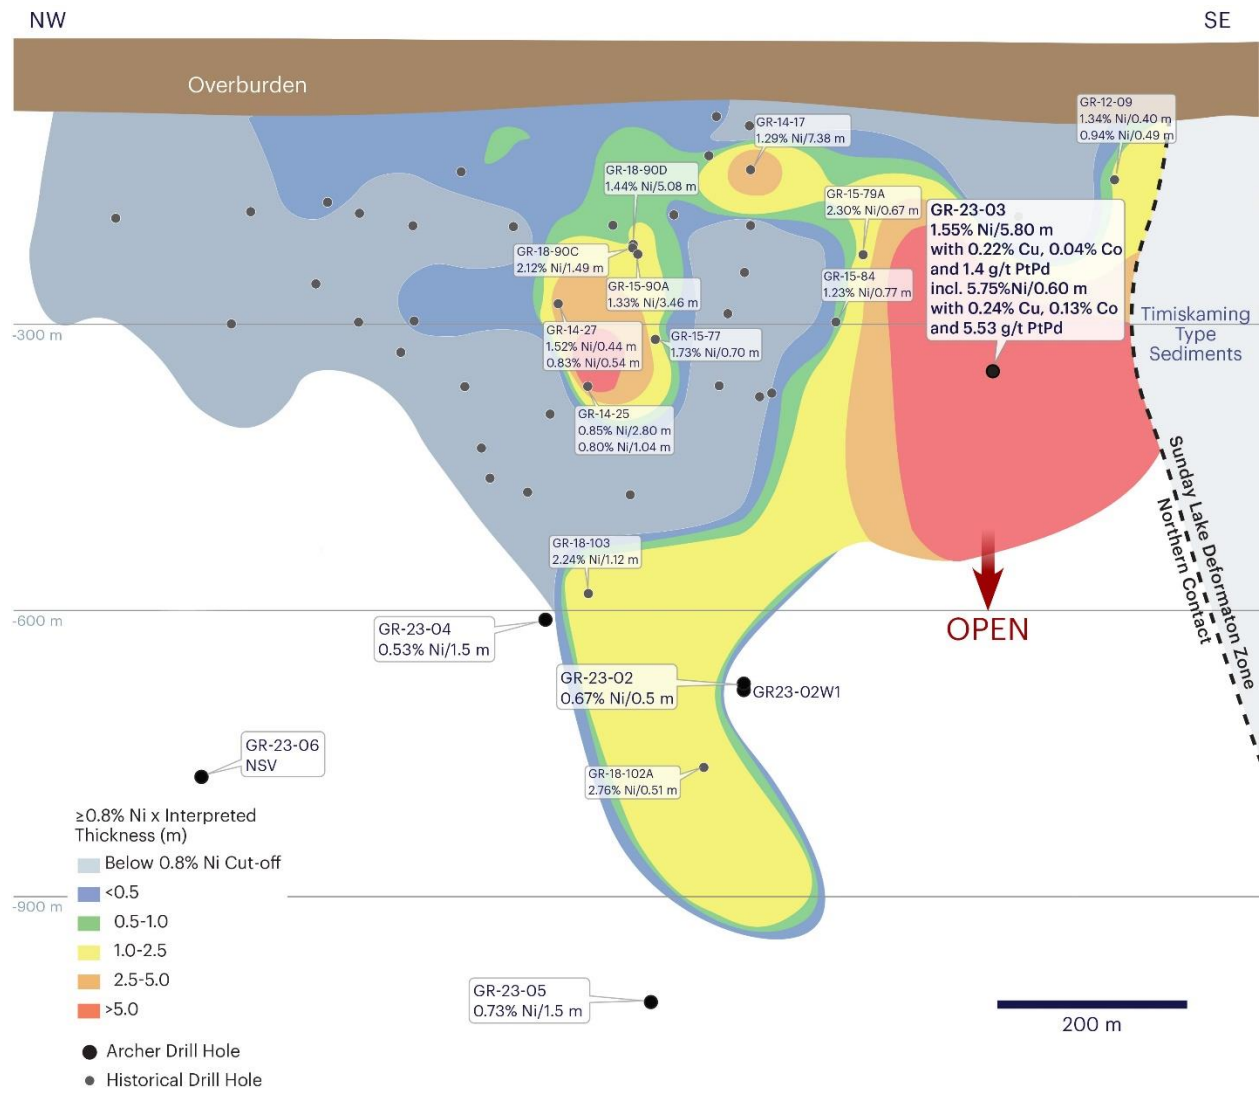 NW
SE
Overburden
GR-12-09
1.34% Ni/0.40 m
0.94% Ni/0.49 m
GR-14-17
1.29% Ni/7.38 m
GR-18-90D
1.44% Ni/5.08 m
GR-15-79A
2.30% Ni/0.67 m
GR-23-03
1.55% Ni/5.80 m
with 0.22% Cu, 0.04% Co
and 1.4 g/t PtPd
incl. 5.75%Ni/0.60 m
with 0.24% Cu, 0.13% Co
and 5.53 g/t PtPd
GR-18-90C
2.12% Ni/1.49 m
GR-15-90A
1.33% Ni/3.46 m
GR-15-84
1.23% Ni/0.77 m
-300 m
Timiskaming
Type
Sediments
GR-14-27
1.52% Ni/0.44 m
0.83% Ni/0.54 m
GR-15-77
1.73% Ni/0.70 m
GR-14-25
0.85% Ni/2.80 m
0.80% Ni/1.04 m
Sunday Lake Deformaton Zone
Northern Contact
GR-18-103
2.24% Ni/1.12 m
-600 m
OPEN
GR-23-04
0.53% Ni/1.5 m
GR-23-02
0.67% Ni/0.5 m
GR23-02W1
GR-23-06
NSV
GR-18-102A
2.76% Ni/0.51 m
≥0.8% Ni x Interpreted
Thickness (m)
Below 0.8% Ni Cut-off
<0.5
0.5-1.0
1.0-2.5
2.5-5.0
>5.0
-900 m
GR-23-05
0.73% Ni/1.5 m
200 m
Archer Drill Hole
Historical Drill Hole